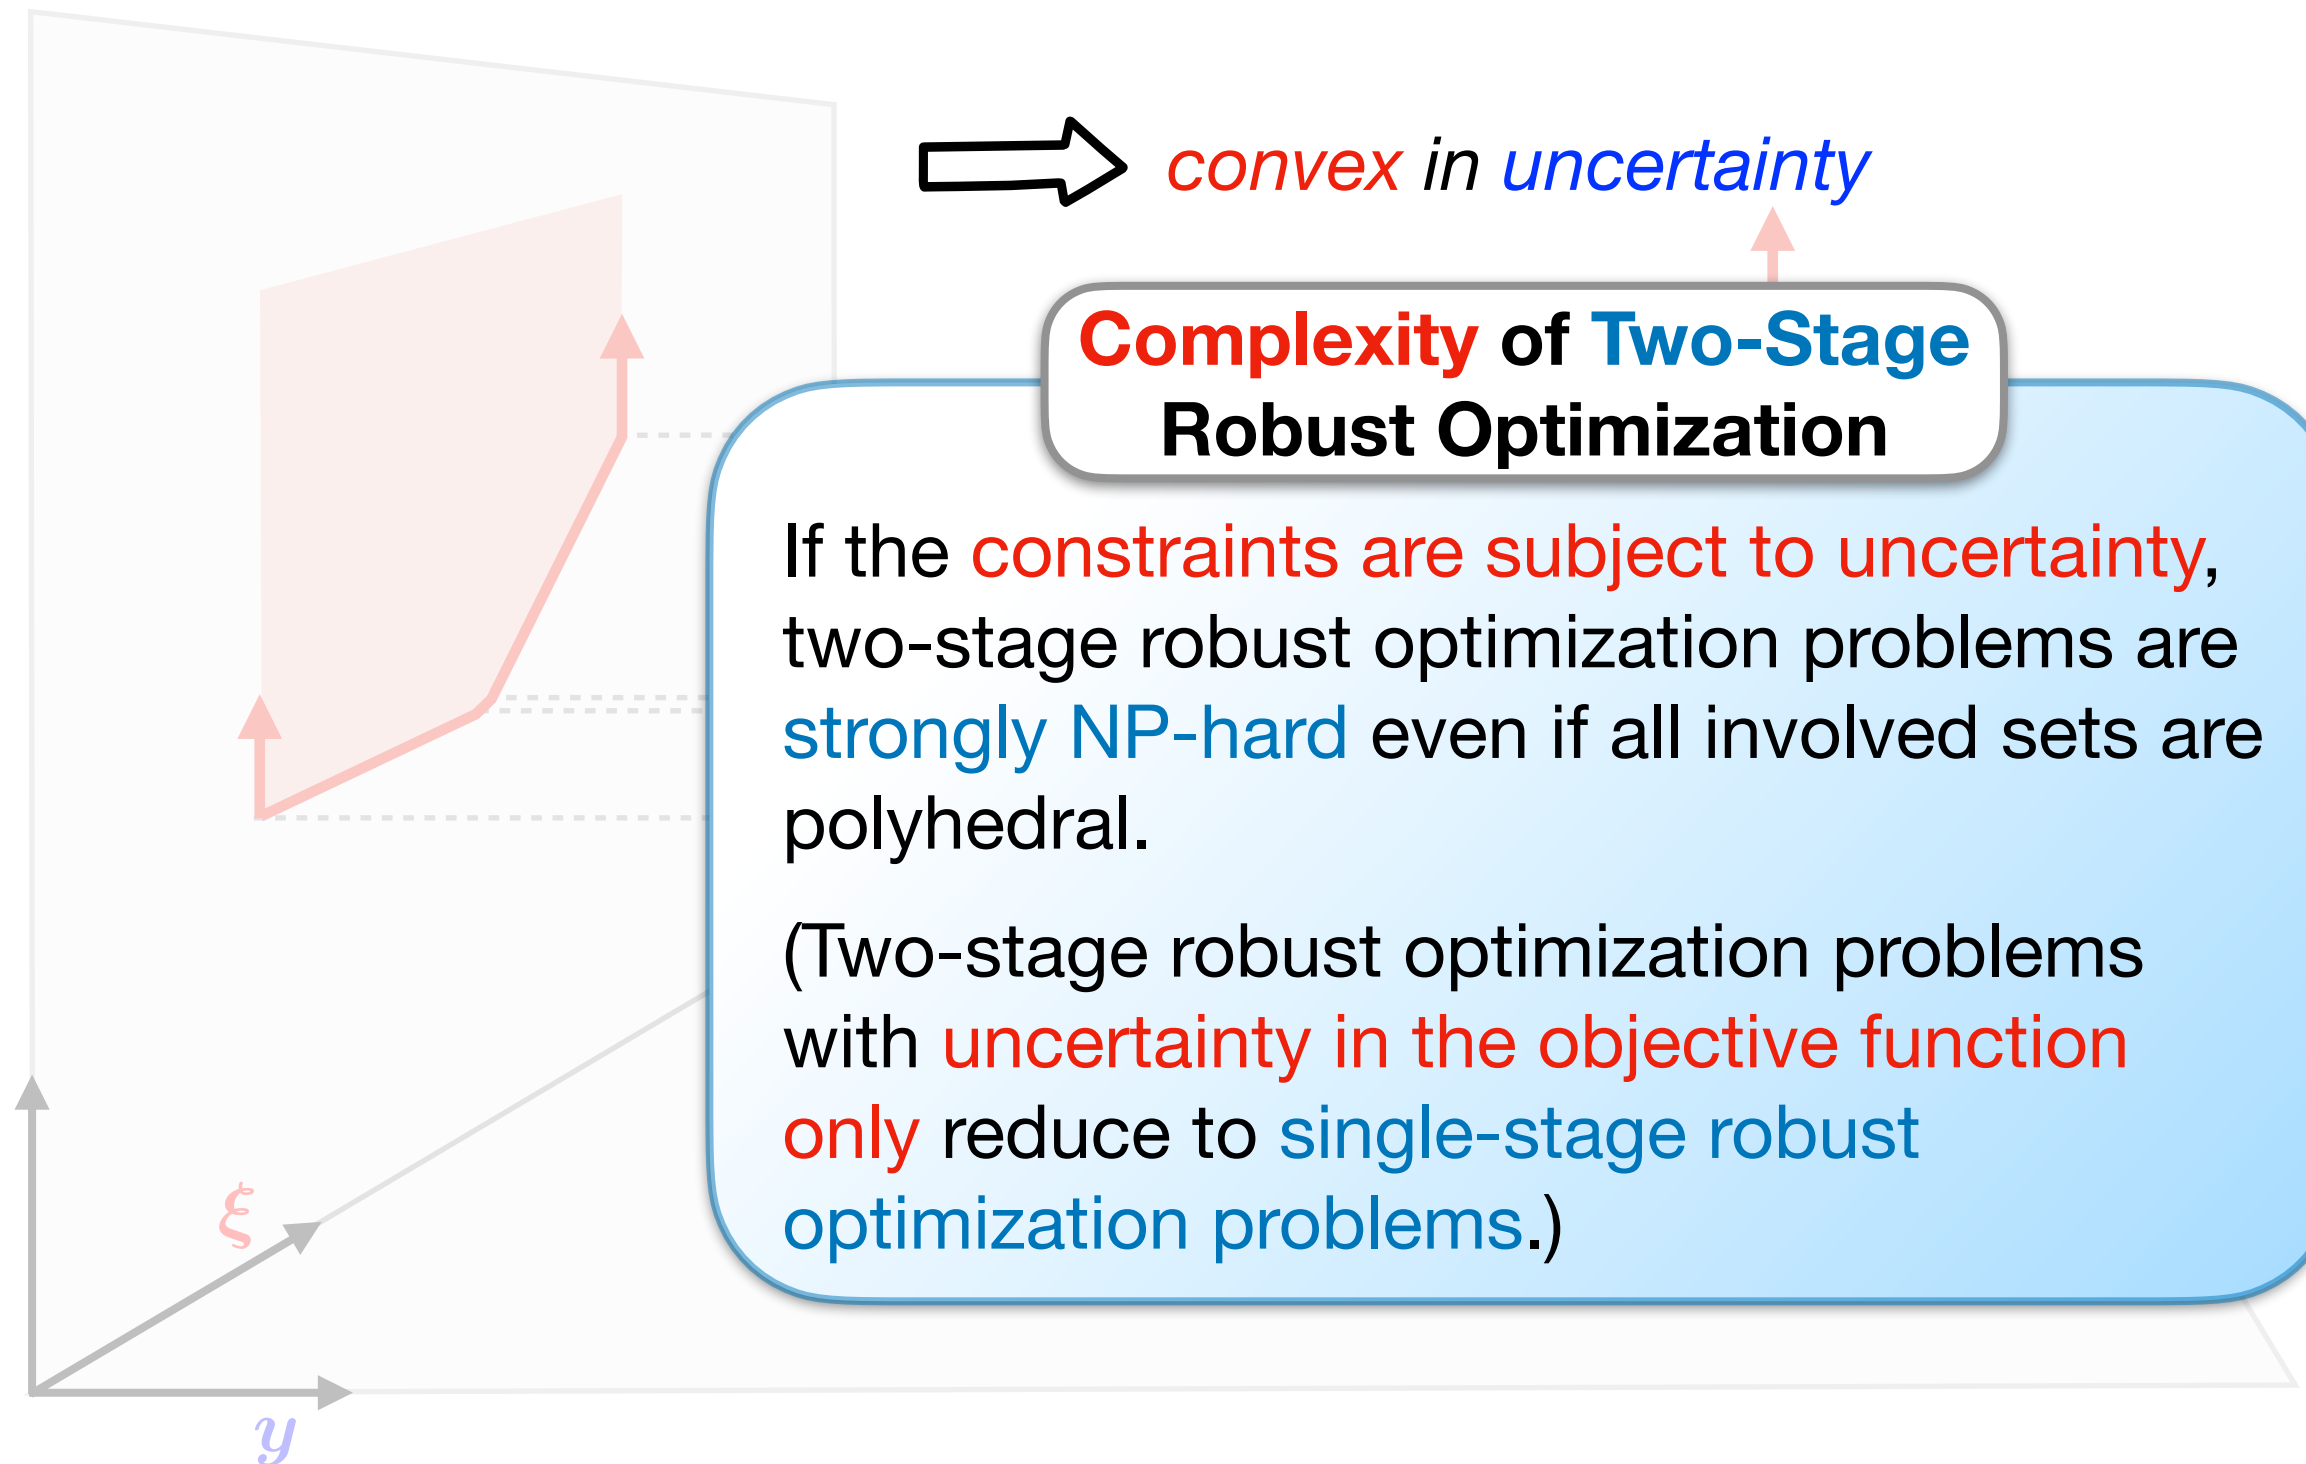 convex in uncertainty
Complexity of Two-Stage
Robust Optimization
If the constraints are subject to uncertainty,
two-stage robust optimization problems are
strongly NP-hard even if all involved sets are
polyhedral.
(Two-stage robust optimization problems
with uncertainty in the objective function
only reduce to single-stage robust
optimization problems.)
ξ
y